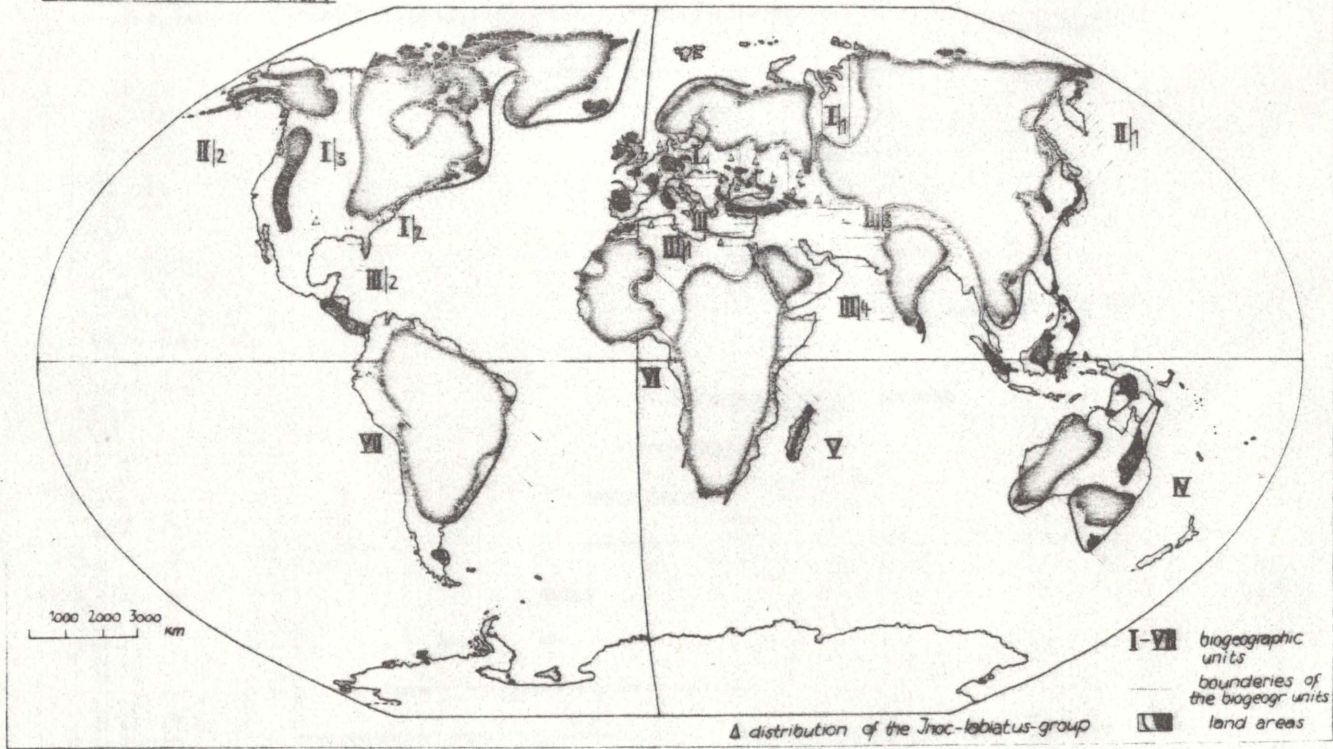 II|2
I|3
I|2
III|2
I|1
II|1
III|1
III|4
VI
VII
V
IV
1000 2000 3000
KM
I-VII biogeographic
units
bounderies of
the biogeogr units
land areas
Δ distribution of the Jnoc-labiatus-group